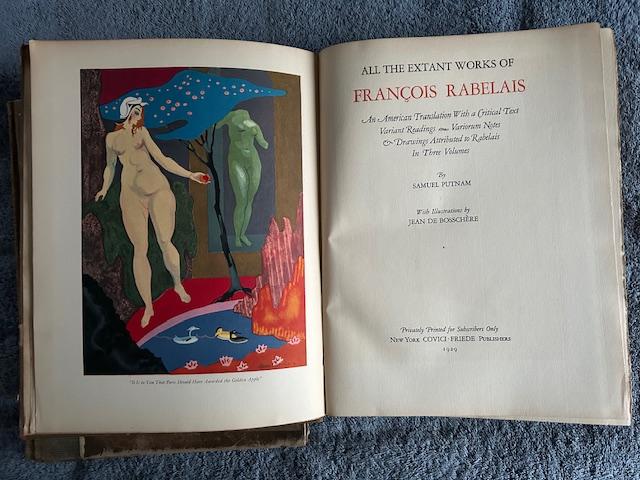 "It Is to You That Paris Should Have Awarded the Golden Apple"
ALL THE EXTANT WORKS OF
FRANÇOIS RABELAIS
An American Translation With a Critical Text
Variant Readings Variorum Notes
& Drawings Attributed to Rabelais
In Three Volumes
By
SAMUEL PUTNAM
With Illustrations by
JEAN DE BOSSCHÈRE
Privately Printed for Subscribers Only
NEW YORK COVICI · FRIEDE PUBLISHERS
1929